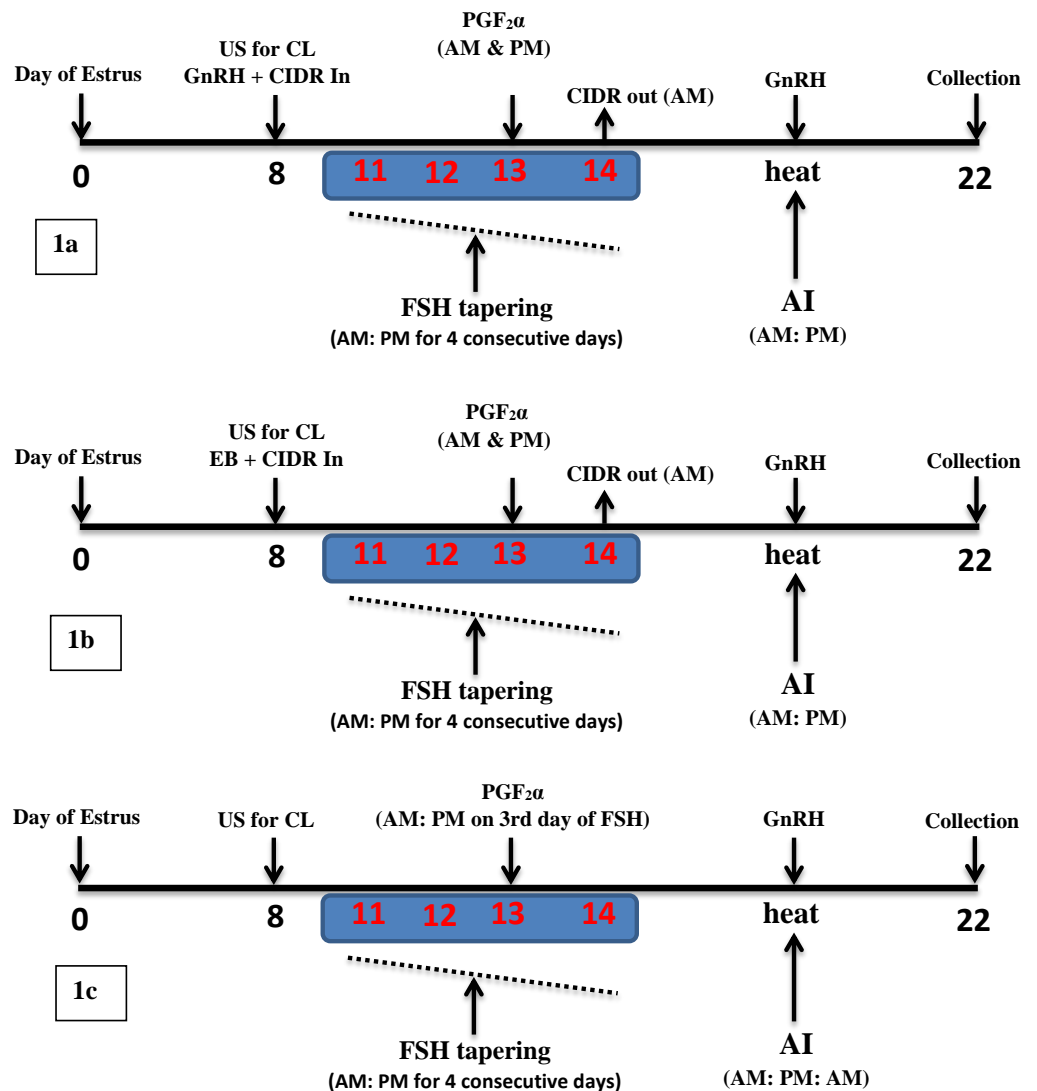 PGF₂α
(AM & PM)
US for CL
GnRH + CIDR In
Day of Estrus
CIDR out (AM)
GnRH
Collection
0
8
11 12 13 14
heat
22
1a
FSH tapering
(AM: PM for 4 consecutive days)
AI
(AM: PM)
PGF₂α
(AM & PM)
US for CL
EB + CIDR In
Day of Estrus
CIDR out (AM)
GnRH
Collection
0
8
11 12 13 14
heat
22
1b
FSH tapering
(AM: PM for 4 consecutive days)
AI
(AM: PM)
PGF₂α
(AM: PM on 3rd day of FSH)
Day of Estrus
US for CL
GnRH
Collection
0
8
11 12 13 14
heat
22
1c
FSH tapering
(AM: PM for 4 consecutive days)
AI
(AM: PM: AM)